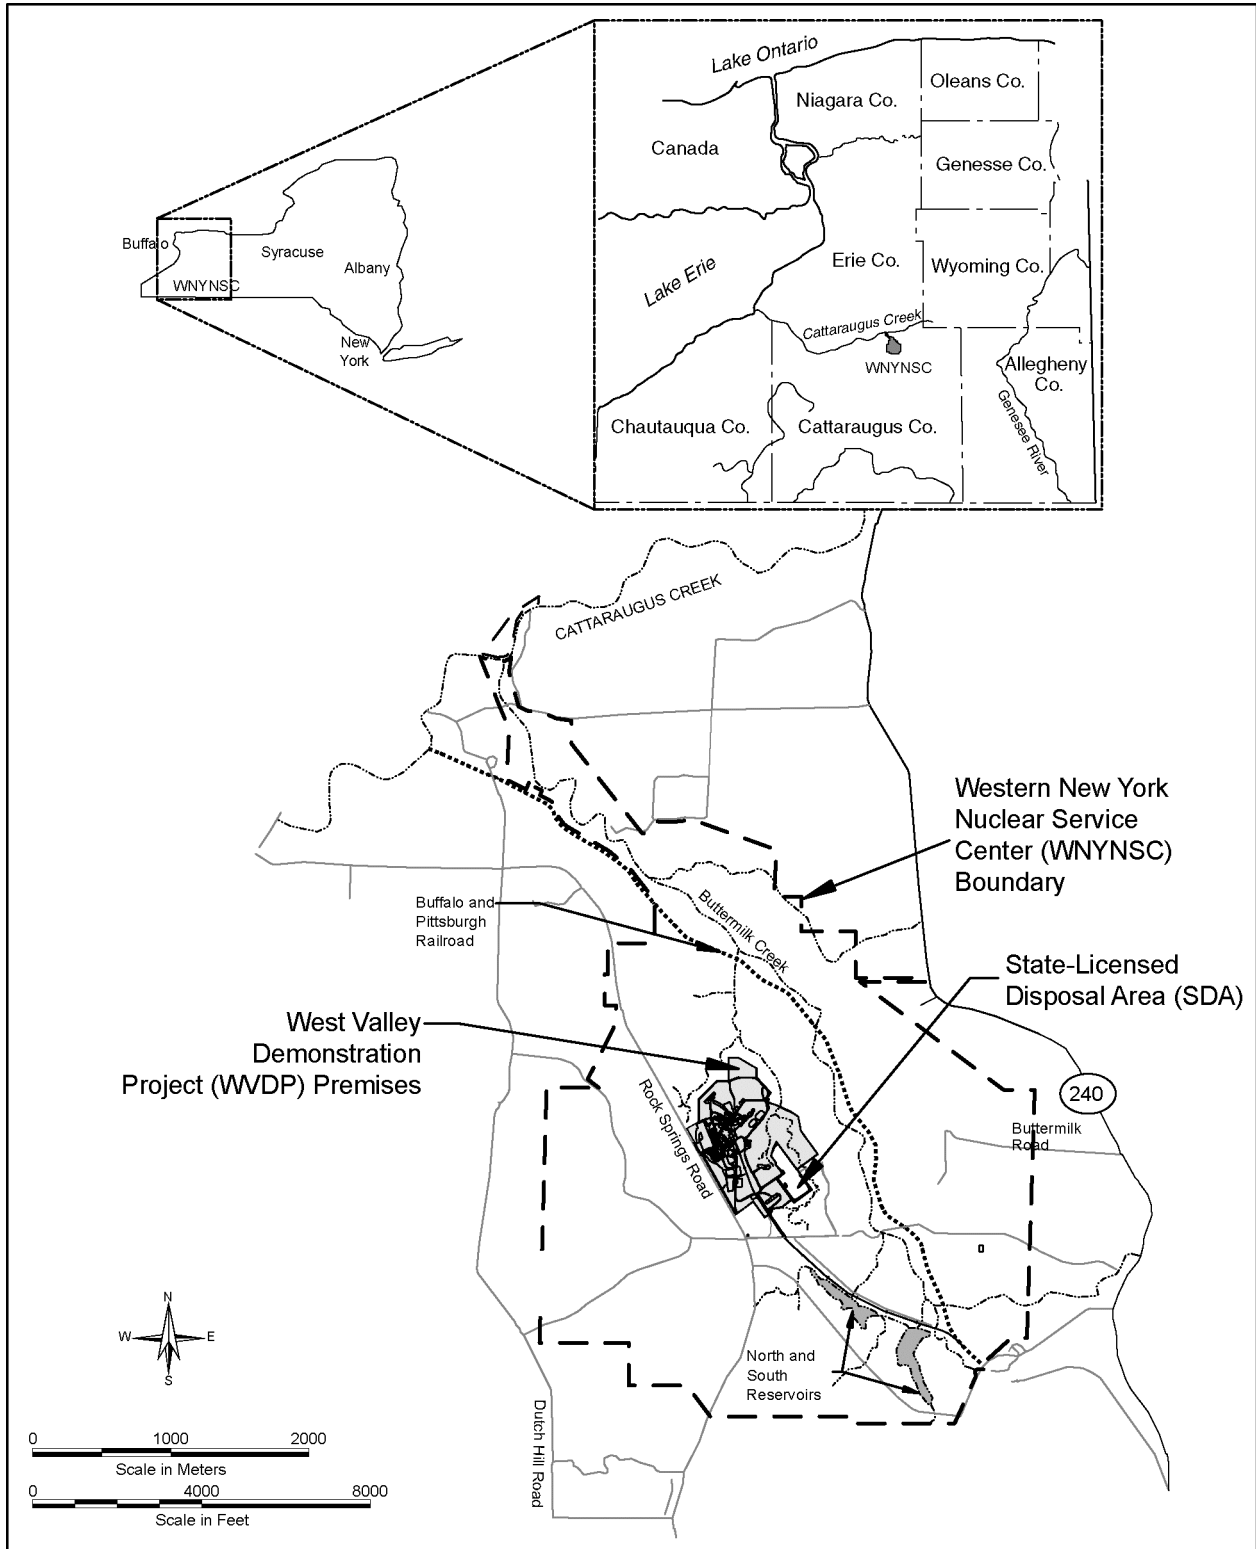 Lake Ontario
Oleans Co.
Niagara Co.
Canada
Genesse Co.
Buffalo
Syracuse
Albany
WNYNSC
New
York
Lake Erie
Erie Co.
Wyoming Co.
Cattaraugus Creek
WNYNSC
Allegheny
Co.
Genesee River
Chautauqua Co.
Cattaraugus Co.
CATTARAUGUS CREEK
Western New York
Nuclear Service
Center (WNYNSC)
Boundary
Buffalo and
Pittsburgh
Railroad
Buttermilk Creek
State-Licensed
Disposal Area (SDA)
West Valley
Demonstration
Project (WVDP) Premises
Rock Springs Road
240
Buttermilk
Road
N
W
E
S
North and
South
Reservoirs
Dutch Hill Road
0 1000 2000
Scale in Meters
0 4000 8000
Scale in Feet